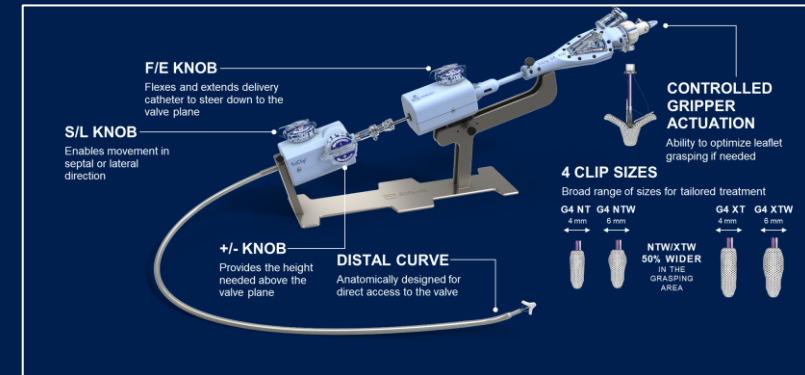 F/E KNOB
Flexes and extends delivery
catheter to steer down to the
valve plane
S/L KNOB
Enables movement in
septal or lateral
direction
+/- KNOB
Provides the height
needed above the
valve plane
DISTAL CURVE
Anatomically designed for
direct access to the valve
CONTROLLED
GRIPPER
ACTUATION
Ability to optimize leaflet
grasping if needed
4 CLIP SIZES
Broad range of sizes for tailored treatment
G4 NT G4 NTW
4 mm 6 mm
NTW/XTW
50% WIDER
IN THE
GRASPING
AREA
G4 XT G4 XTW
4 mm 6 mm